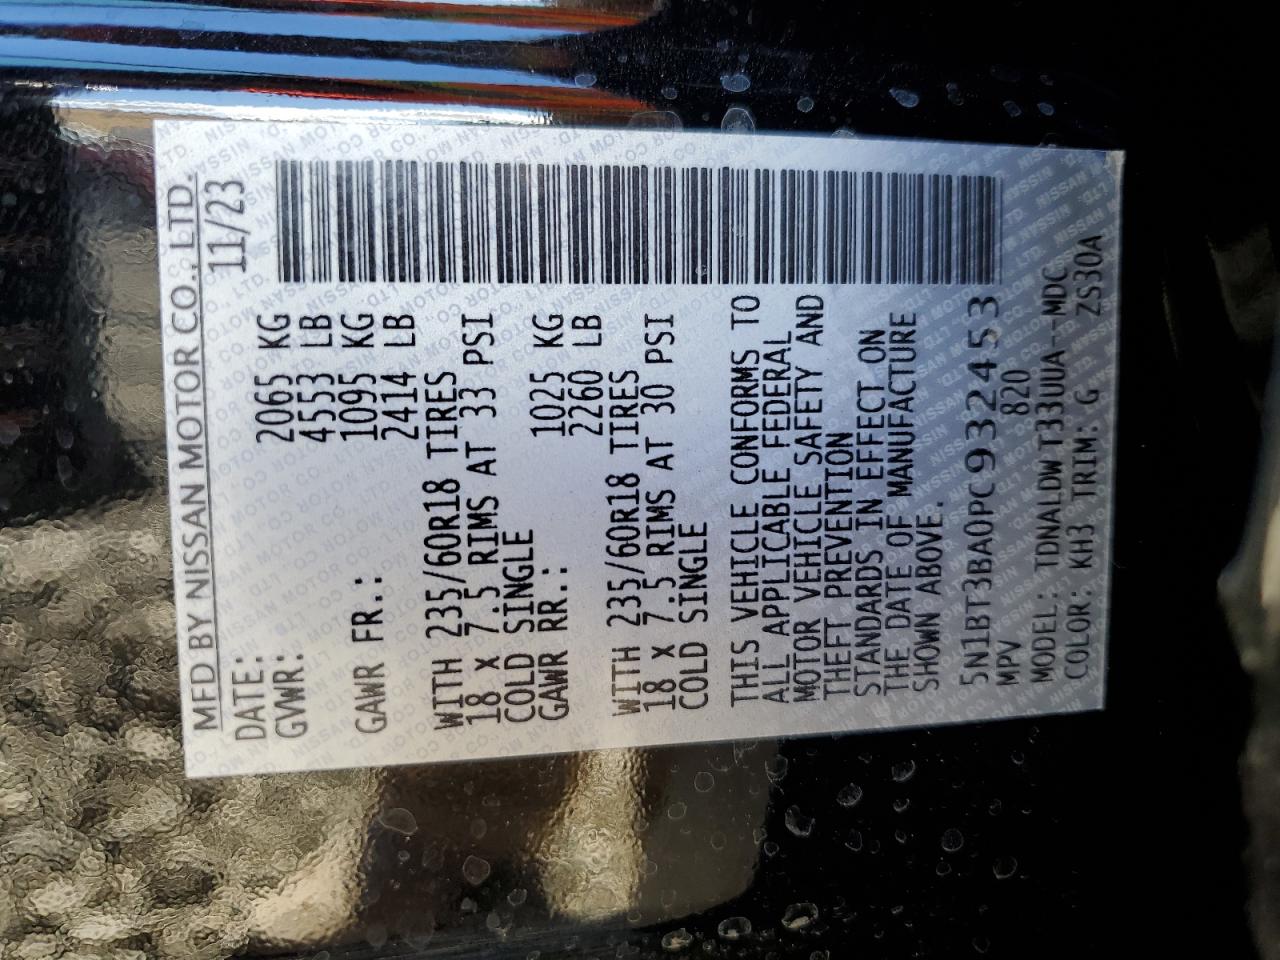 MFD BY NISSAN MOTOR CO., LTD.
DATE: 11/23
GVWR: 2065 KG
4553 LB
GAWR FR.: 1095 KG
2414 LB
WITH 235/60R18 TIRES
18 x 7.5 RIMS AT 33 PSI
COLD SINGLE
GAWR RR.: 1025 KG
2260 LB
WITH 235/60R18 TIRES
18 x 7.5 RIMS AT 30 PSI
COLD SINGLE
THIS VEHICLE CONFORMS TO
ALL APPLICABLE FEDERAL
MOTOR VEHICLE SAFETY AND
THEFT PREVENTION
STANDARDS IN EFFECT ON
THE DATE OF MANUFACTURE
SHOWN ABOVE.
5N1BT3BA0PC932453
MPV 820
MODEL: TDNALDW T33UUA--MDC
COLOR: KH3 TRIM: G ZS30A